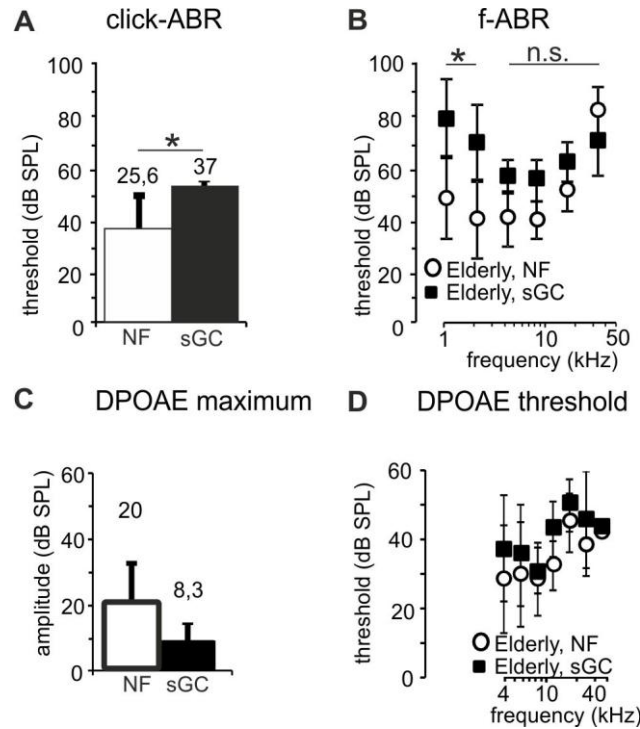 A click-ABR
threshold (dB SPL)
100
80
60
40
20
0
*
25,6
37
NF sGC
B f-ABR
threshold (dB SPL)
100
80
60
40
20
0
* n.s.
Elderly, NF
Elderly, sGC
1 10 50
frequency (kHz)
C DPOAE maximum
amplitude (dB SPL)
60
40
20
0
20
8,3
NF sGC
D DPOAE threshold
threshold (dB SPL)
60
40
20
0
Elderly, NF
Elderly, sGC
4 10 40
frequency (kHz)